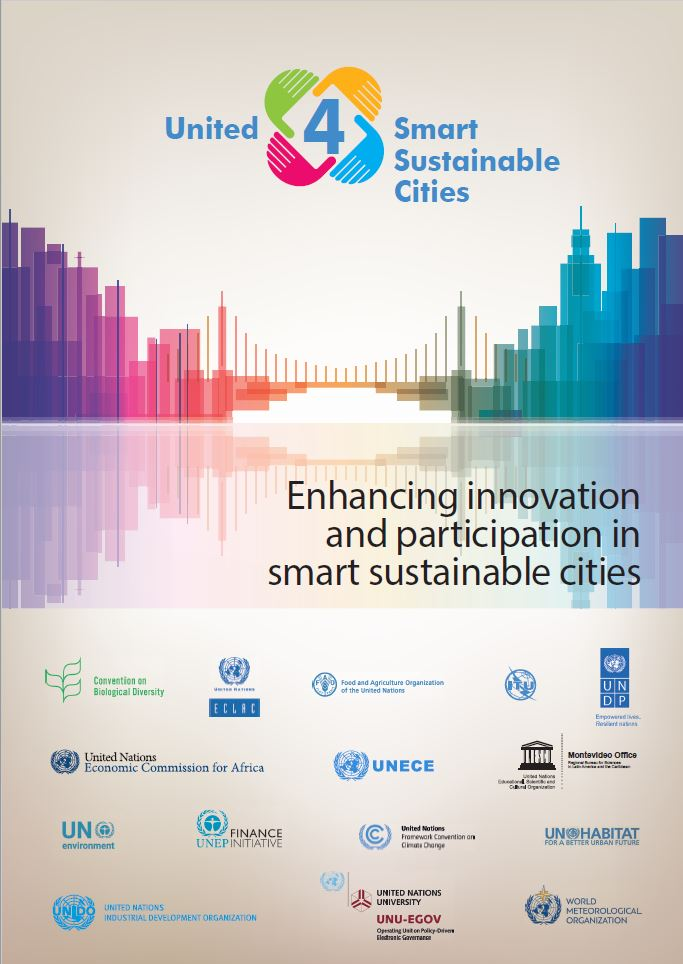 United
4
Smart
Sustainable
Cities
Enhancing innovation
and participation in
smart sustainable cities
Convention on
Biological Diversity
UNITED NATIONS
ECLAC
FAO
Food and Agriculture Organization
of the United Nations
ITU
U N
D P
Empowered lives.
Resilient nations.
United Nations
Economic Commission for Africa
UNECE
United Nations
Educational, Scientific and
Cultural Organization
Montevideo Office
Regional Bureau for Sciences
in Latin America and the Caribbean
UN
environment
UNEP
FINANCE
INITIATIVE
United Nations
Framework Convention on
Climate Change
UN HABITAT
FOR A BETTER URBAN FUTURE
UNIDO
UNITED NATIONS
INDUSTRIAL DEVELOPMENT ORGANIZATION
UNITED NATIONS
UNIVERSITY
UNU-EGOV
Operating Unit on Policy-Driven
Electronic Governance
WORLD
METEOROLOGICAL
ORGANIZATION